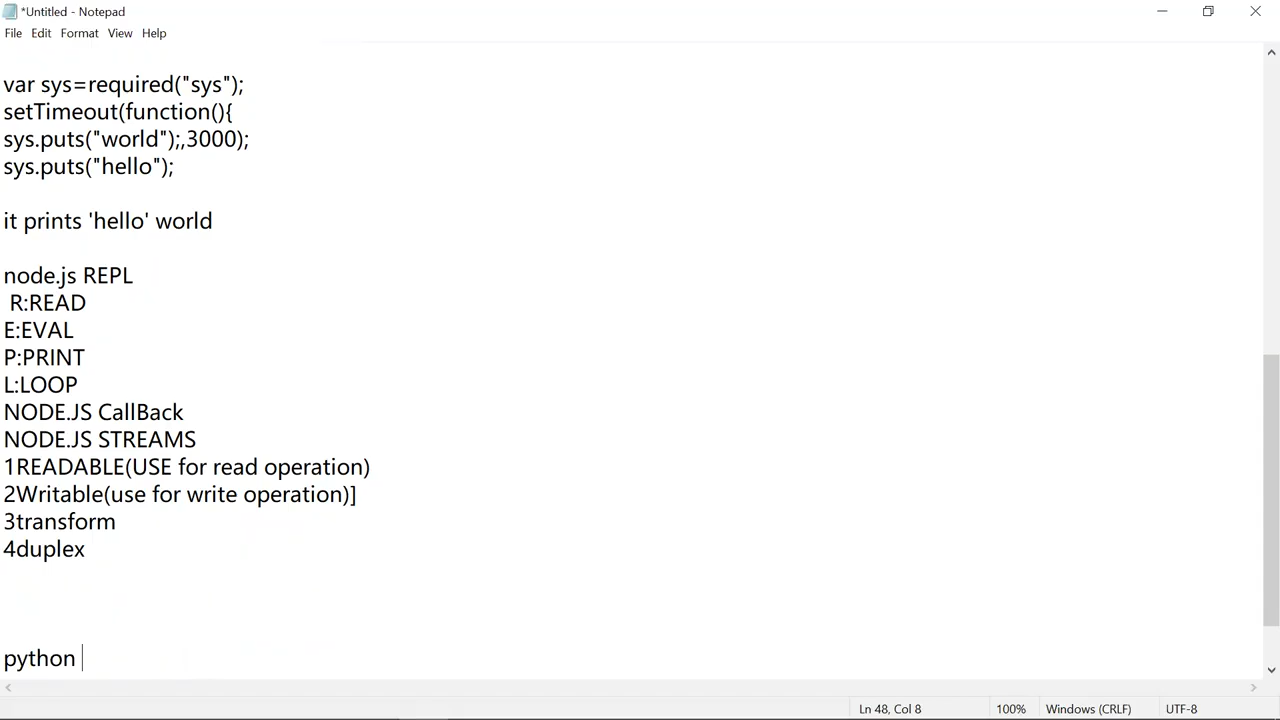 *Untitled - Notepad
File Edit Format View Help
var sys=required("sys");
setTimeout(function(){
sys.puts("world");,3000);
sys.puts("hello");
it prints 'hello' world
node.js REPL
R:READ
E:EVAL
P:PRINT
L:LOOP
NODE.JS CallBack
NODE.JS STREAMS
1READABLE(USE for read operation)
2Writable(use for write operation)]
3transform
4duplex
python
Ln 48, Col 8 100% Windows (CRLF) UTF-8